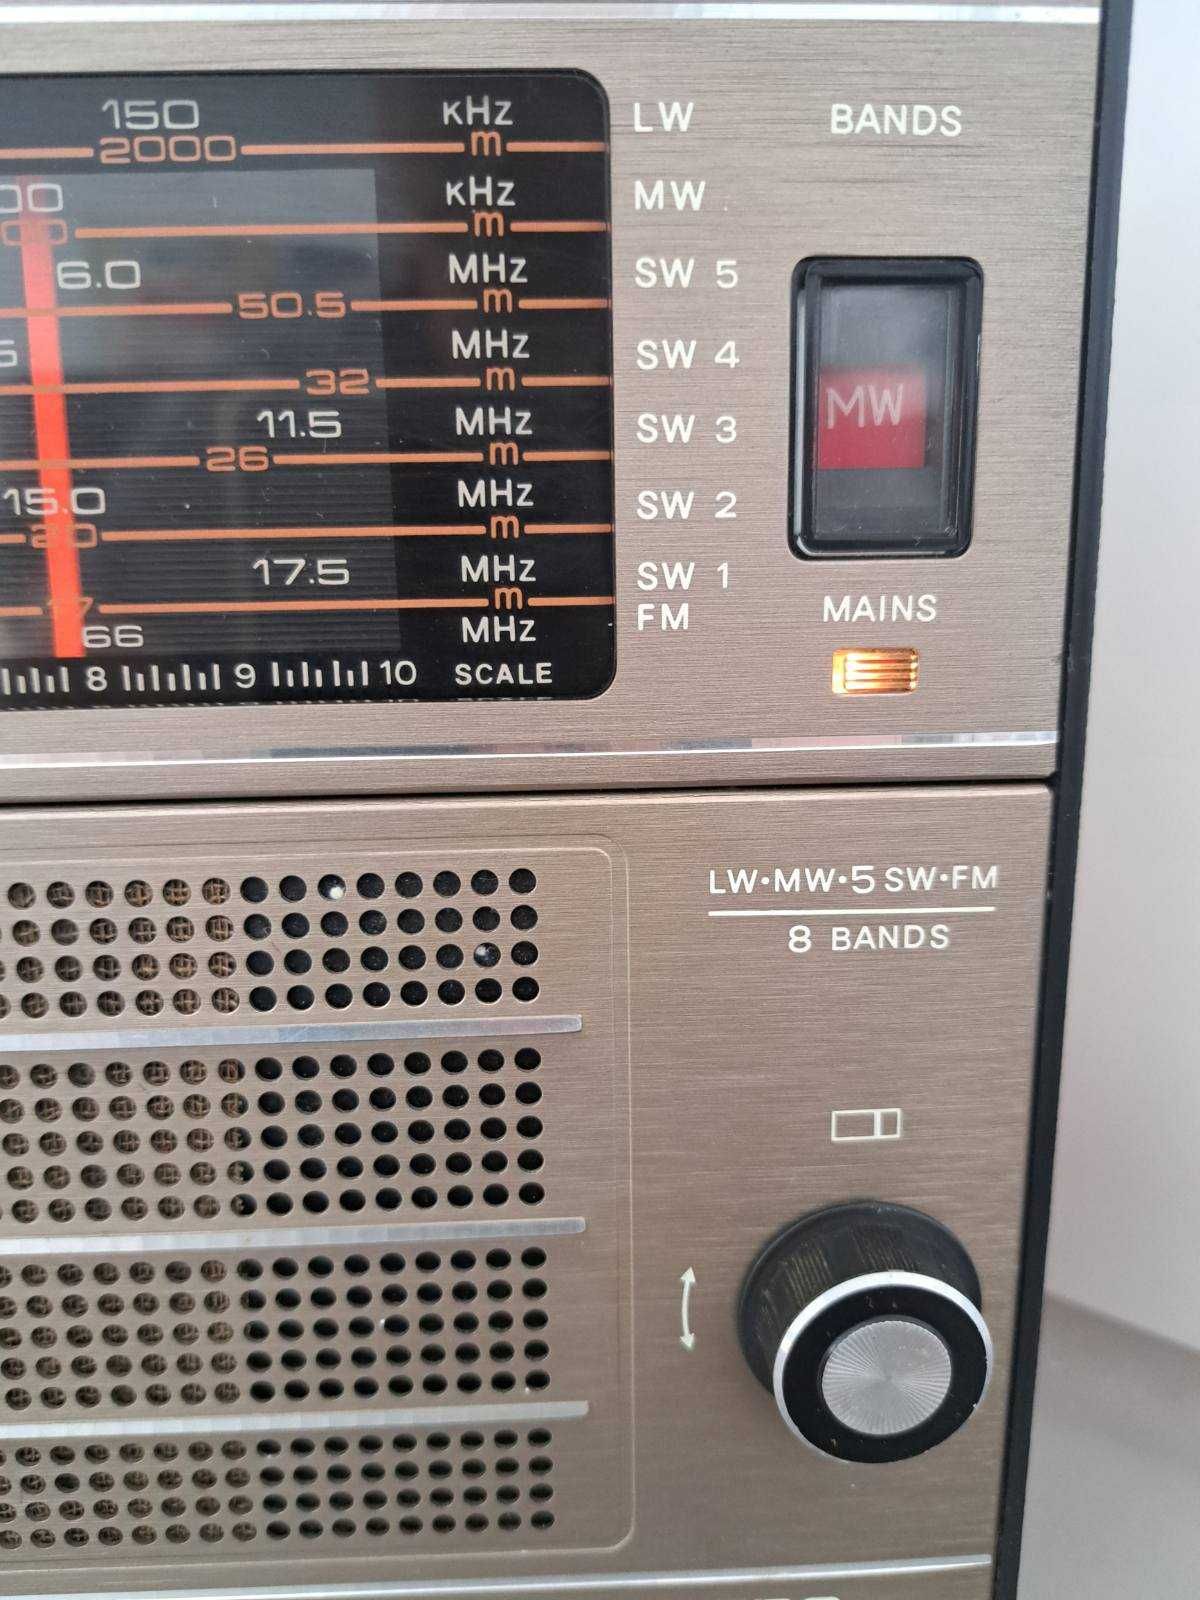 150 KHz LW BANDS
2000 m
KHz MW
m
6.0 MHz SW 5
50.5 m
MHz SW 4
32 m
MW
11.5 MHz SW 3
26 m
15.0 MHz SW 2
20 m
17.5 MHz SW 1
17 m
66 MHz FM
MAINS
8 9 10 SCALE
LW•MW•5 SW•FM
8 BANDS